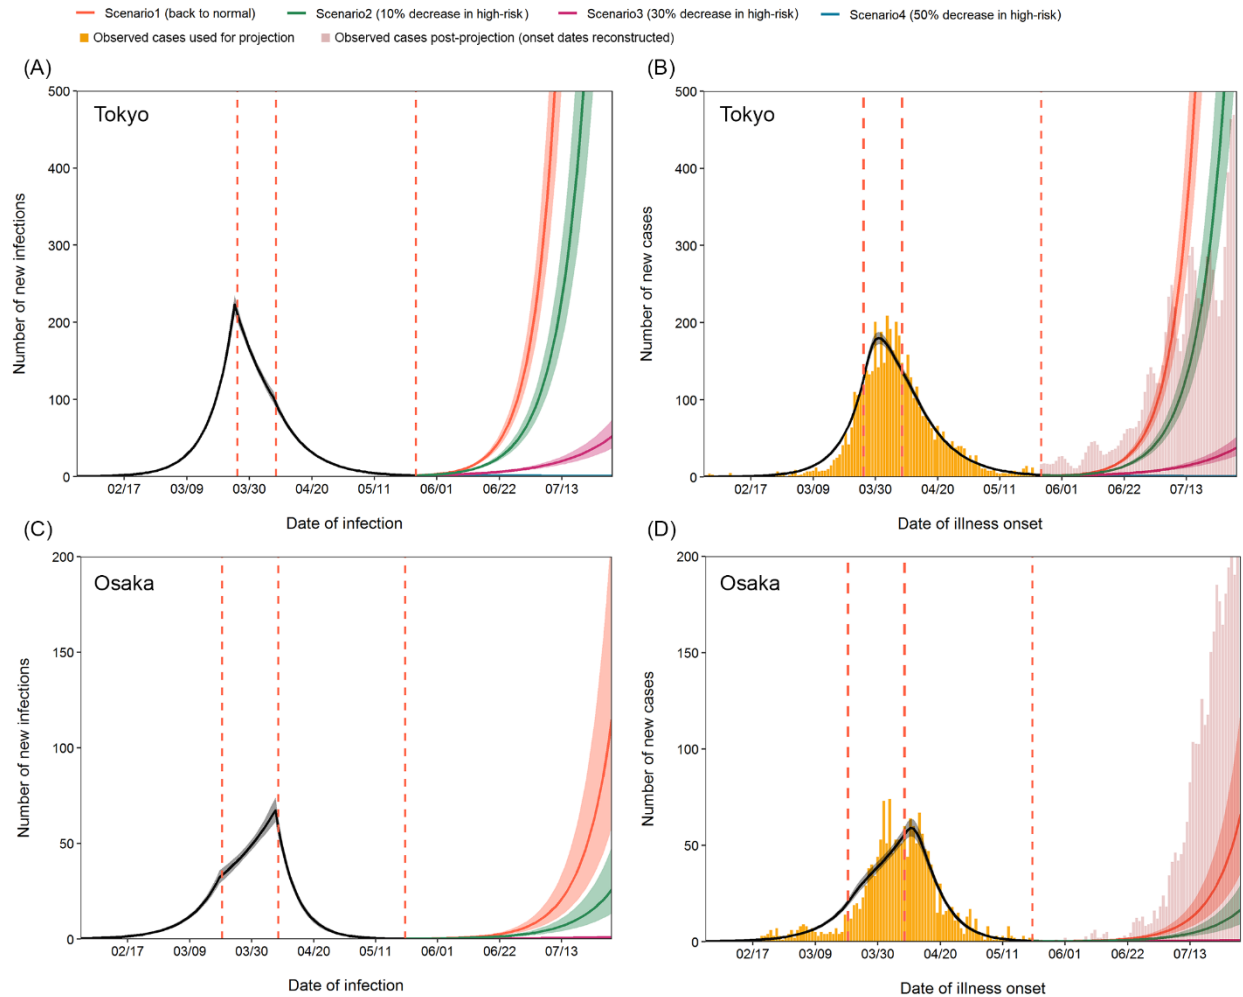 Scenario1 (back to normal) Scenario2 (10% decrease in high-risk) Scenario3 (30% decrease in high-risk) Scenario4 (50% decrease in high-risk)
Observed cases used for projection Observed cases post-projection (onset dates reconstructed)
(A)
Tokyo
Number of new infections
500
400
300
200
100
0
02/17 03/09 03/30 04/20 05/11 06/01 06/22 07/13
Date of infection
(B)
Tokyo
Number of new cases
500
400
300
200
100
0
02/17 03/09 03/30 04/20 05/11 06/01 06/22 07/13
Date of illness onset
(C)
Osaka
Number of new infections
200
150
100
50
0
02/17 03/09 03/30 04/20 05/11 06/01 06/22 07/13
Date of infection
(D)
Osaka
Number of new cases
200
150
100
50
0
02/17 03/09 03/30 04/20 05/11 06/01 06/22 07/13
Date of illness onset